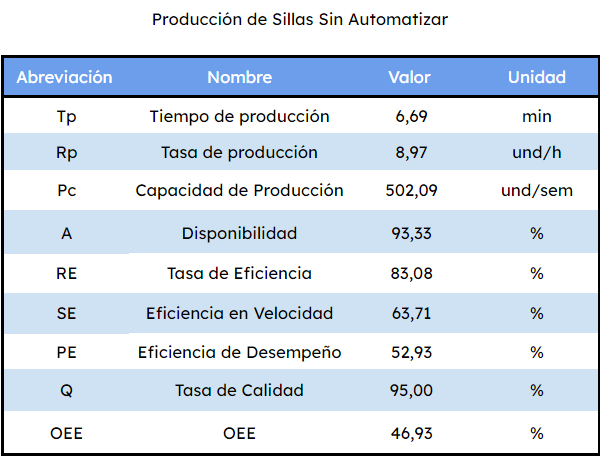 Producción de Sillas Sin Automatizar
Abreviación Nombre Valor Unidad
Tp Tiempo de producción 6,69 min
Rp Tasa de producción 8,97 und/h
Pc Capacidad de Producción 502,09 und/sem
A Disponibilidad 93,33 %
RE Tasa de Eficiencia 83,08 %
SE Eficiencia en Velocidad 63,71 %
PE Eficiencia de Desempeño 52,93 %
Q Tasa de Calidad 95,00 %
OEE OEE 46,93 %